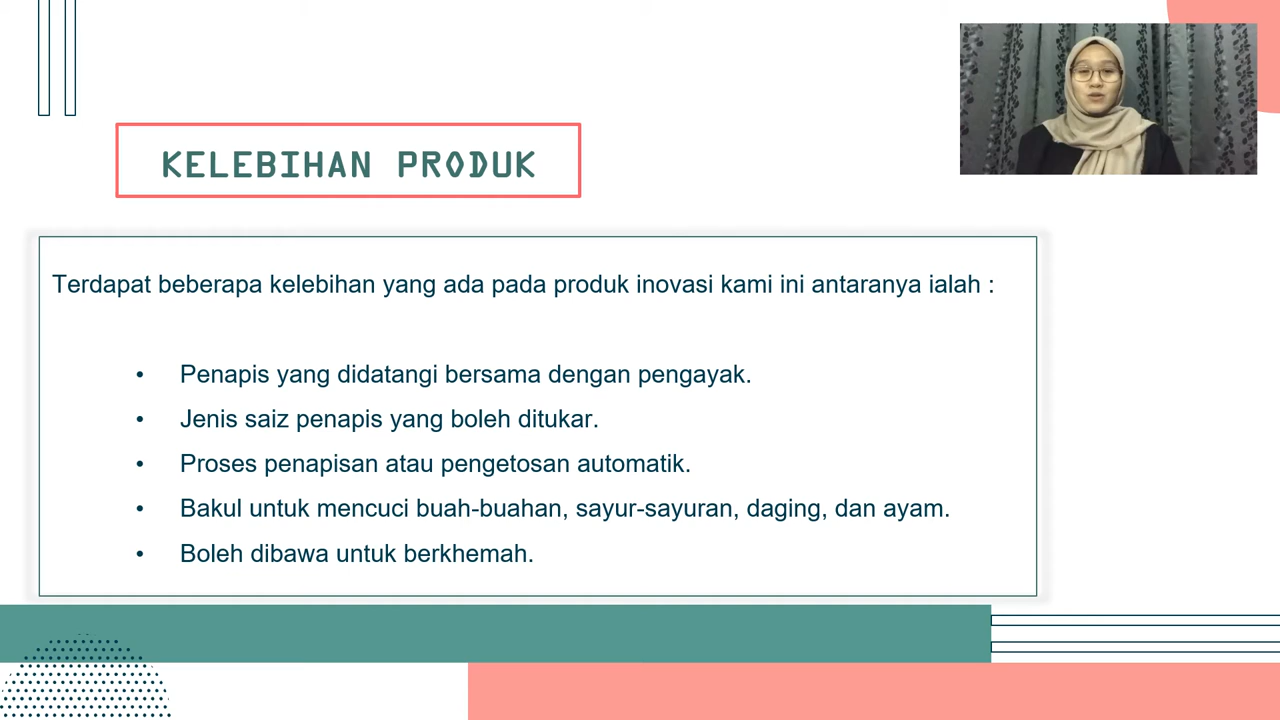 KELEBIHAN PRODUK
Terdapat beberapa kelebihan yang ada pada produk inovasi kami ini antaranya ialah :
• Penapis yang didatangi bersama dengan pengayak.
• Jenis saiz penapis yang boleh ditukar.
• Proses penapisan atau pengetosan automatik.
• Bakul untuk mencuci buah-buahan, sayur-sayuran, daging, dan ayam.
• Boleh dibawa untuk berkhemah.